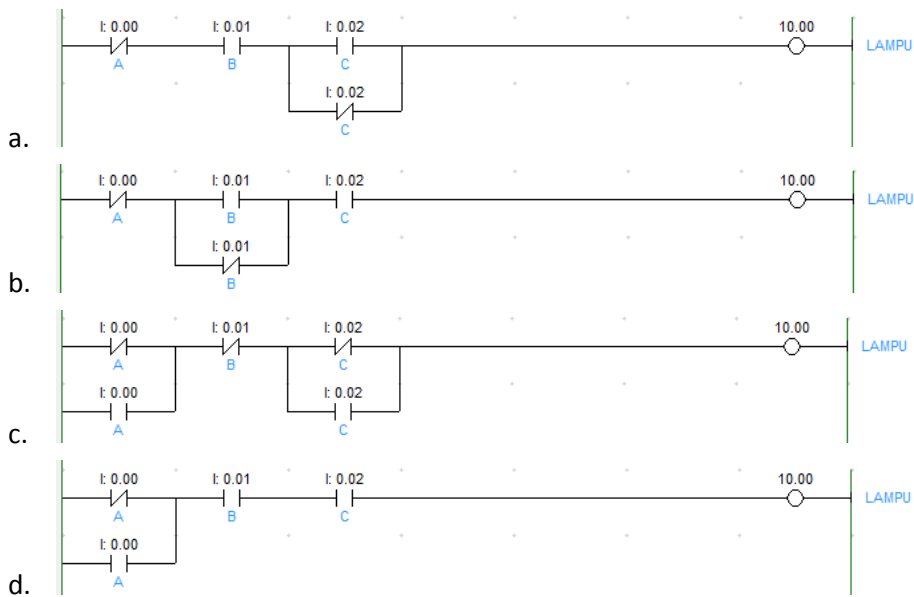 I: 0.00 I: 0.01 I: 0.02 10.00
LAMPU
A B C
I: 0.02
C
a.
I: 0.00 I: 0.01 I: 0.02 10.00
LAMPU
A B C
I: 0.01
B
b.
I: 0.00 I: 0.01 I: 0.02 10.00
LAMPU
A B C
I: 0.00 I: 0.02
A C
c.
I: 0.00 I: 0.01 I: 0.02 10.00
LAMPU
A B C
I: 0.00
A
d.